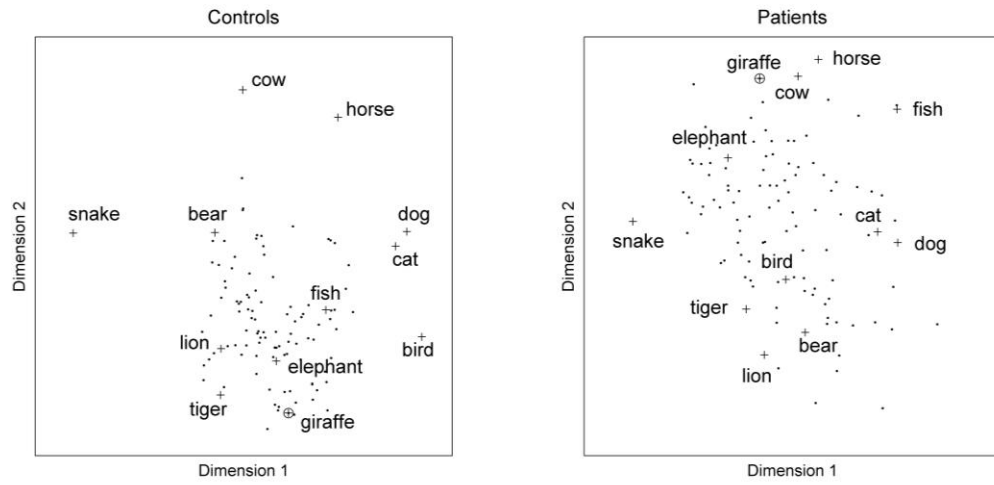 Controls
cow
horse
snake
bear
dog
cat
fish
lion
bird
elephant
tiger
giraffe
Dimension 2
Dimension 1
Patients
horse
giraffe
cow
fish
elephant
cat
snake
dog
bird
tiger
bear
lion
Dimension 2
Dimension 1